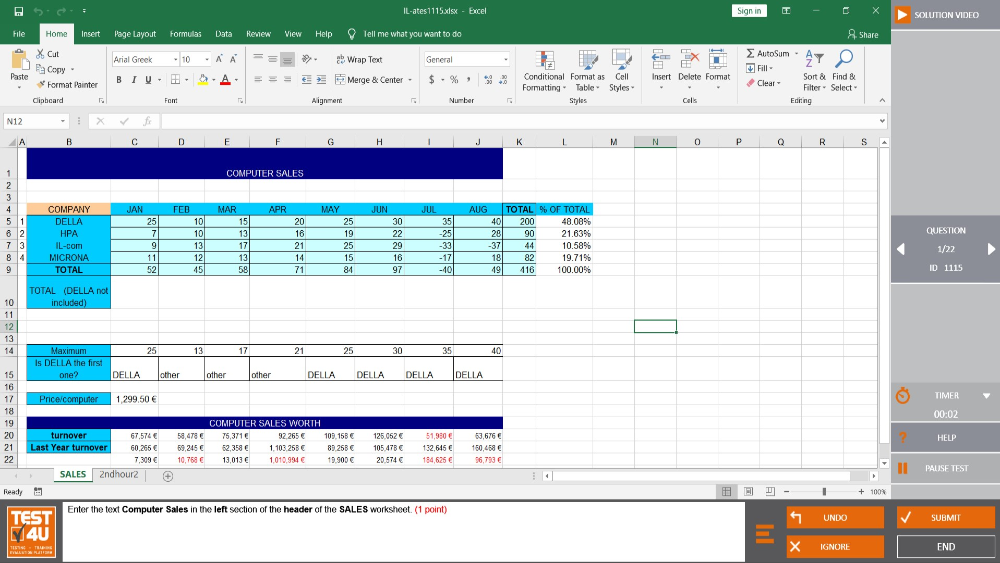 IL-ates1115.xlsx - Excel
Sign in
SOLUTION VIDEO
File Home Insert Page Layout Formulas Data Review View Help Tell me what you want to do Share
Paste
Cut
Copy
Format Painter
Clipboard
Arial Greek 10
B I U
Font
Wrap Text
Merge & Center
Alignment
General
$ % ,
Number
Conditional Formatting
Format as Table
Cell Styles
Styles
Insert Delete Format
Cells
AutoSum
Fill
Clear
Sort & Filter
Find & Select
Editing
N12 fx
A B C D E F G H I J K L M N O P Q R S
1 COMPUTER SALES
2
3
4 COMPANY JAN FEB MAR APR MAY JUN JUL AUG TOTAL % OF TOTAL
5 1 DELLA 25 10 15 20 25 30 35 40 200 48.08%
6 2 HPA 7 10 13 16 19 22 -25 28 90 21.63%
7 3 IL-com 9 13 17 21 25 29 -33 -37 44 10.58%
8 4 MICRONA 11 12 13 14 15 16 -17 18 82 19.71%
9 TOTAL 52 45 58 71 84 97 -40 49 416 100.00%
TOTAL (DELLA not
10 included)
11
12
13
14 Maximum 25 13 17 21 25 30 35 40
Is DELLA the first
15 one? DELLA other other other DELLA DELLA DELLA DELLA
16
17 Price/computer 1,299.50 €
18
19 COMPUTER SALES WORTH
20 turnover 67,574 € 58,478 € 75,371 € 92,265 € 109,158 € 126,052 € 51,980 € 63,676 €
21 Last Year turnover 60,265 € 69,245 € 62,358 € 1,103,258 € 89,258 € 105,478 € 132,645 € 160,468 €
22 7,309 € 10,768 € 13,013 € 1,010,994 € 19,900 € 20,574 € 184,625 € 96,793 €
SALES 2ndhour2
Ready 100%
QUESTION
1/22
ID 1115
TIMER
00:02
? HELP
PAUSE TEST
TEST
4U
TESTING - TRAINING
EVALUATION PLATFORM
Enter the text Computer Sales in the left section of the header of the SALES worksheet. (1 point)
UNDO
IGNORE
SUBMIT
END